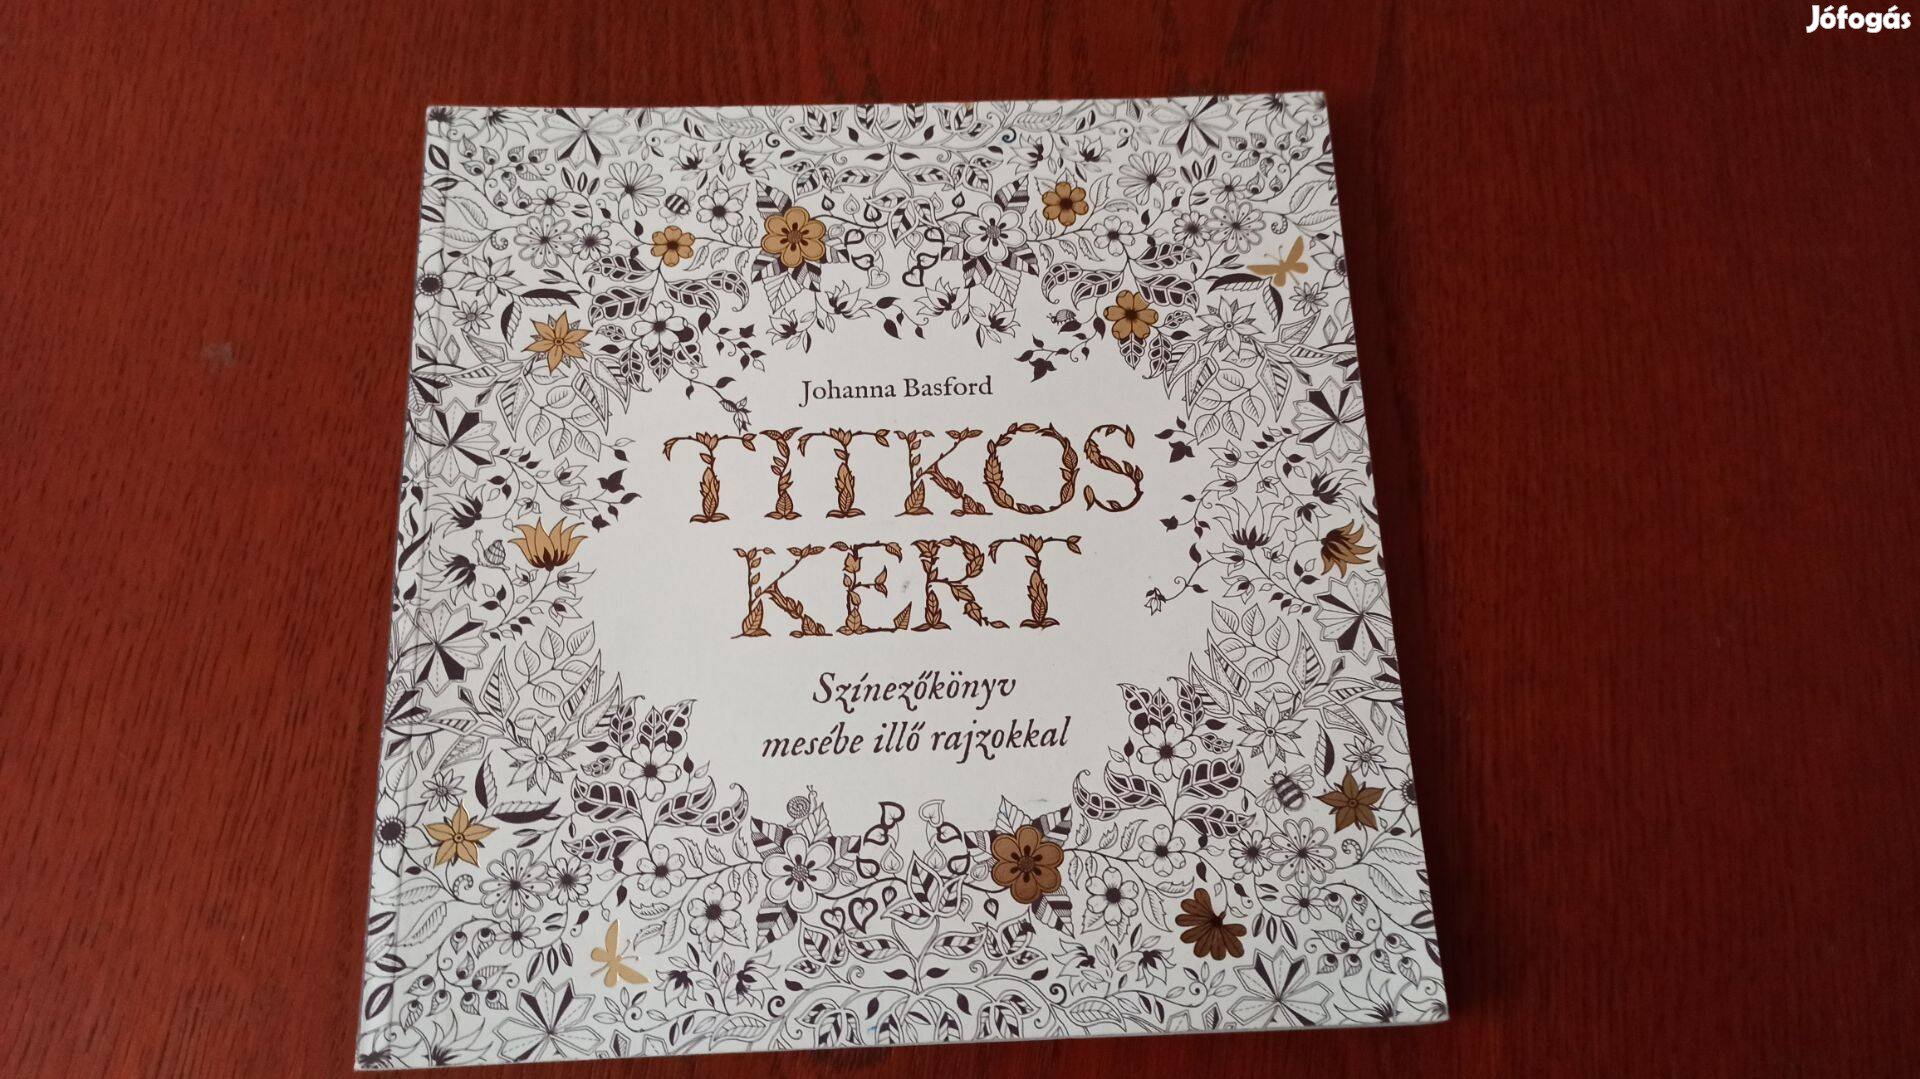 Jófogás
Johanna Basford
TITKOS
KERT
Színezőkönyv
mesébe illő rajzokkal